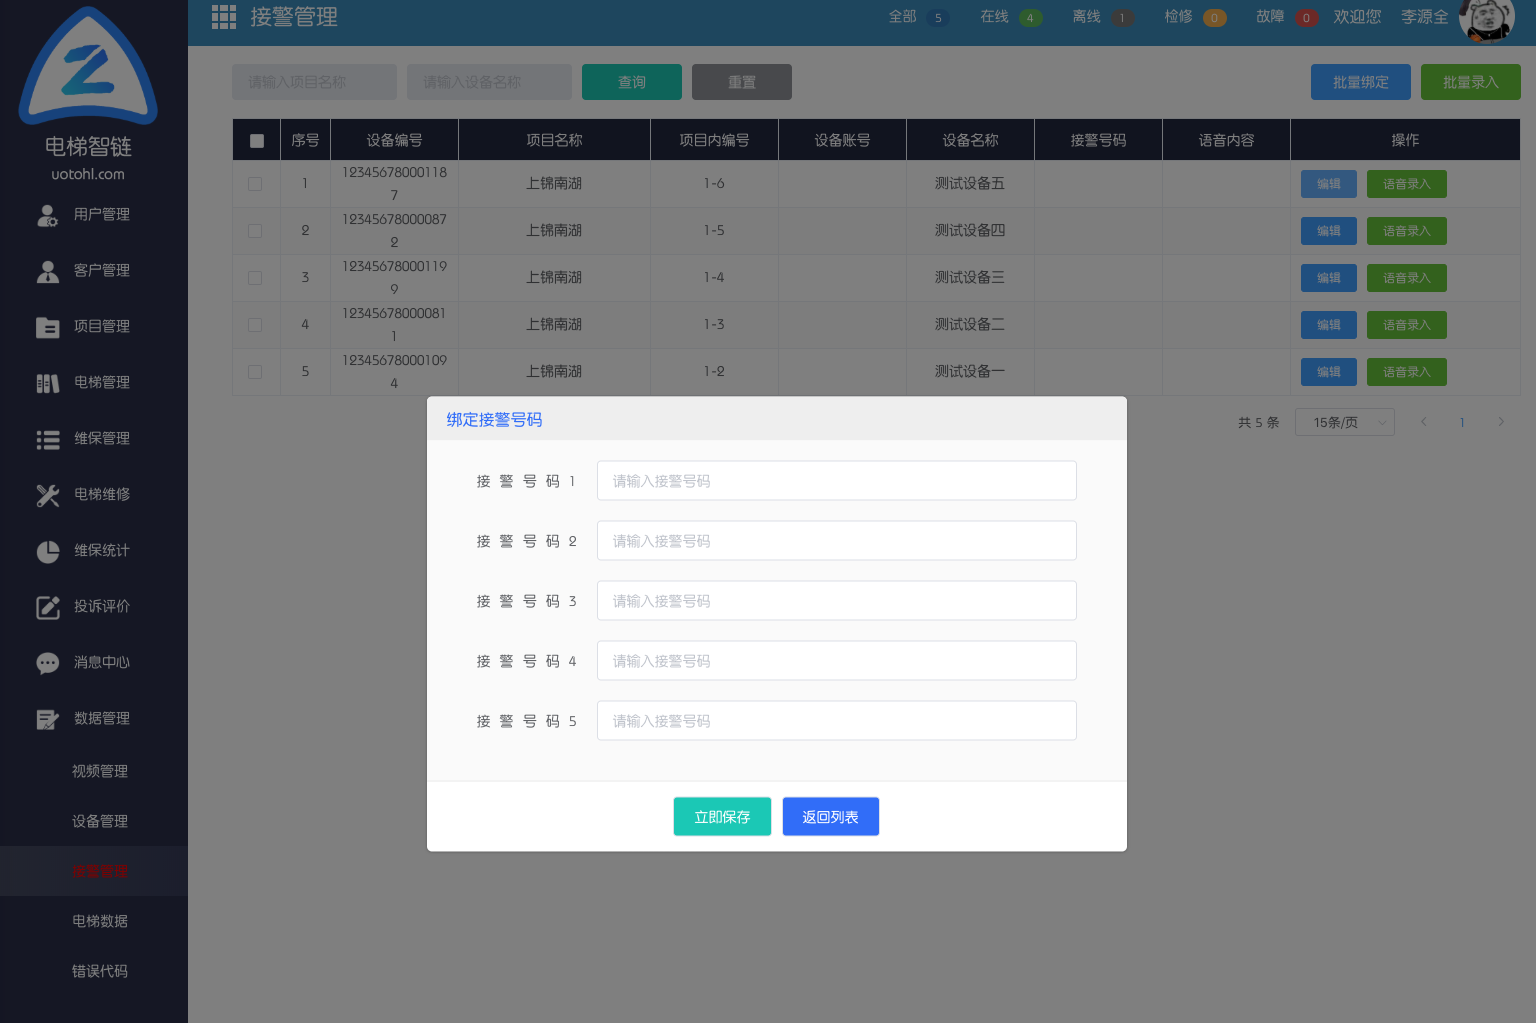 电梯智链
uotohl.com
用户管理
客户管理
项目管理
电梯管理
维保管理
电梯维修
维保统计
投诉评价
消息中心
数据管理
视频管理
设备管理
接警管理
电梯数据
错误代码
接警管理
全部 5 在线 4 离线 1 检修 0 故障 0 欢迎您 李源全
请输入项目名称 请输入设备名称 查询 重置 批量绑定 批量录入
序号 设备编号 项目名称 项目内编号 设备账号 设备名称 接警号码 语音内容 操作
1 123456780001187 上锦南湖 1-6 测试设备五 编辑 语音录入
2 123456780000872 上锦南湖 1-5 测试设备四 编辑 语音录入
3 123456780001199 上锦南湖 1-4 测试设备三 编辑 语音录入
4 123456780000811 上锦南湖 1-3 测试设备二 编辑 语音录入
5 123456780001094 上锦南湖 1-2 测试设备一 编辑 语音录入
共 5 条 15条/页 1
绑定接警号码
接警号码1 请输入接警号码
接警号码2 请输入接警号码
接警号码3 请输入接警号码
接警号码4 请输入接警号码
接警号码5 请输入接警号码
立即保存 返回列表